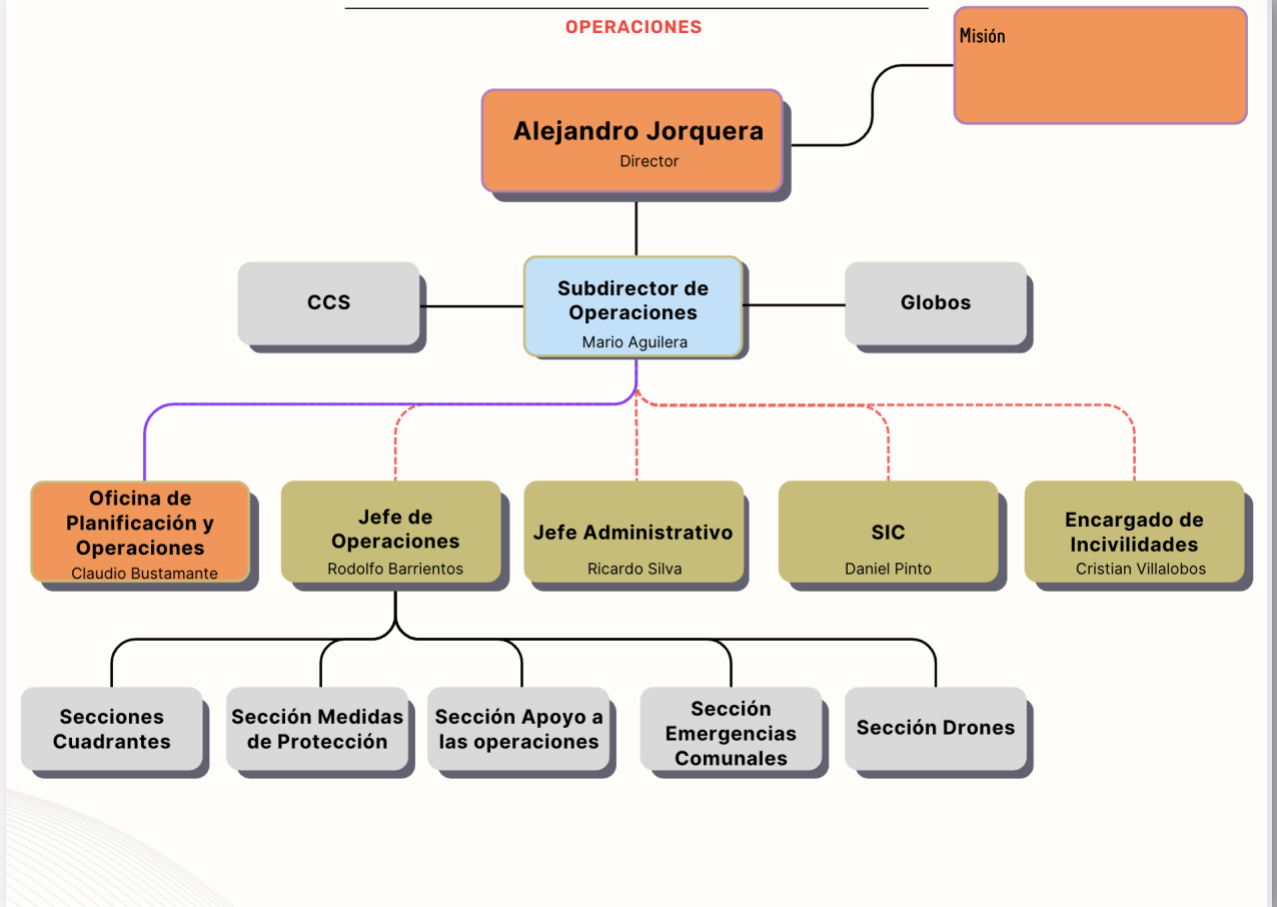 OPERACIONES
Misión
Alejandro Jorquera
Director
CCS
Subdirector de
Operaciones
Mario Aguilera
Globos
Oficina de
Planificación y
Operaciones
Claudio Bustamante
Jefe de
Operaciones
Rodolfo Barrientos
Jefe Administrativo
Ricardo Silva
SIC
Daniel Pinto
Encargado de
Incivilidades
Cristian Villalobos
Secciones
Cuadrantes
Sección Medidas
de Protección
Sección Apoyo a
las operaciones
Sección
Emergencias
Comunales
Sección Drones